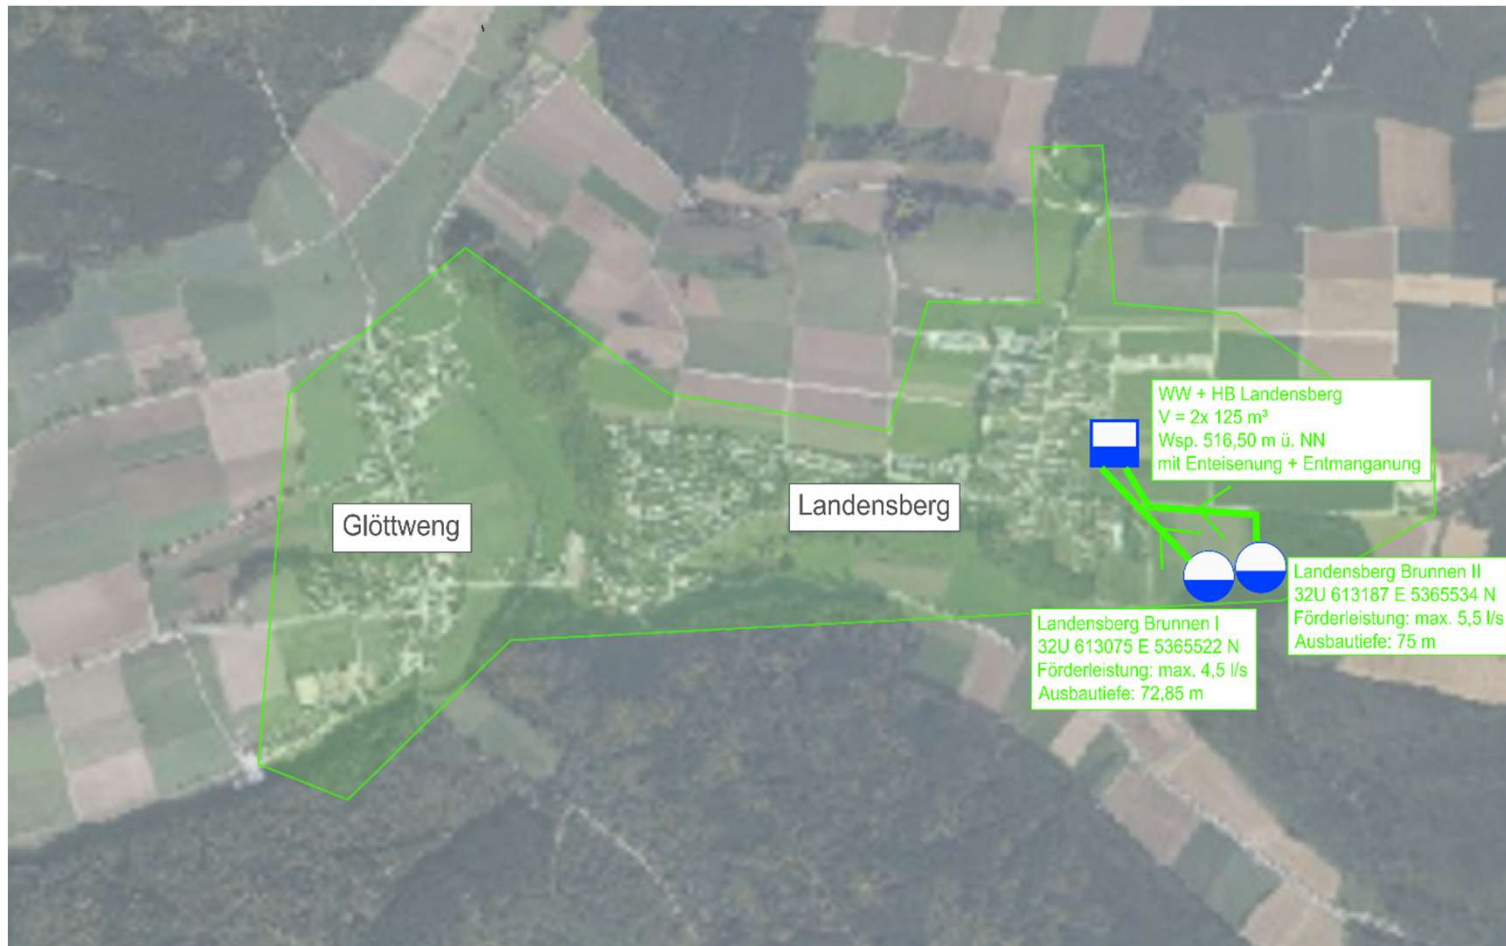 WW + HB Landensberg
V = 2x 125 m³
Wsp. 516,50 m ü. NN
mit Enteisenung + Entmanganung
Glöttweng
Landensberg
Landensberg Brunnen I
32U 613075 E 5365522 N
Förderleistung: max. 4,5 l/s
Ausbautiefe: 72,85 m
Landensberg Brunnen II
32U 613187 E 5365534 N
Förderleistung: max. 5,5 l/s
Ausbautiefe: 75 m